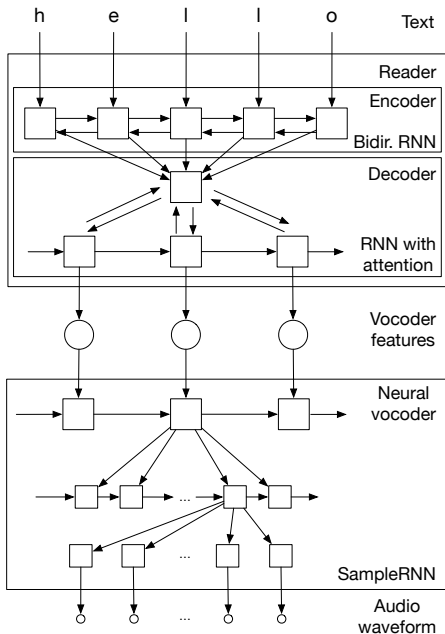 h e l l o
Text
Reader
Encoder
Bidir. RNN
Decoder
RNN with
attention
Vocoder
features
Neural
vocoder
...
...
SampleRNN
...
Audio
waveform